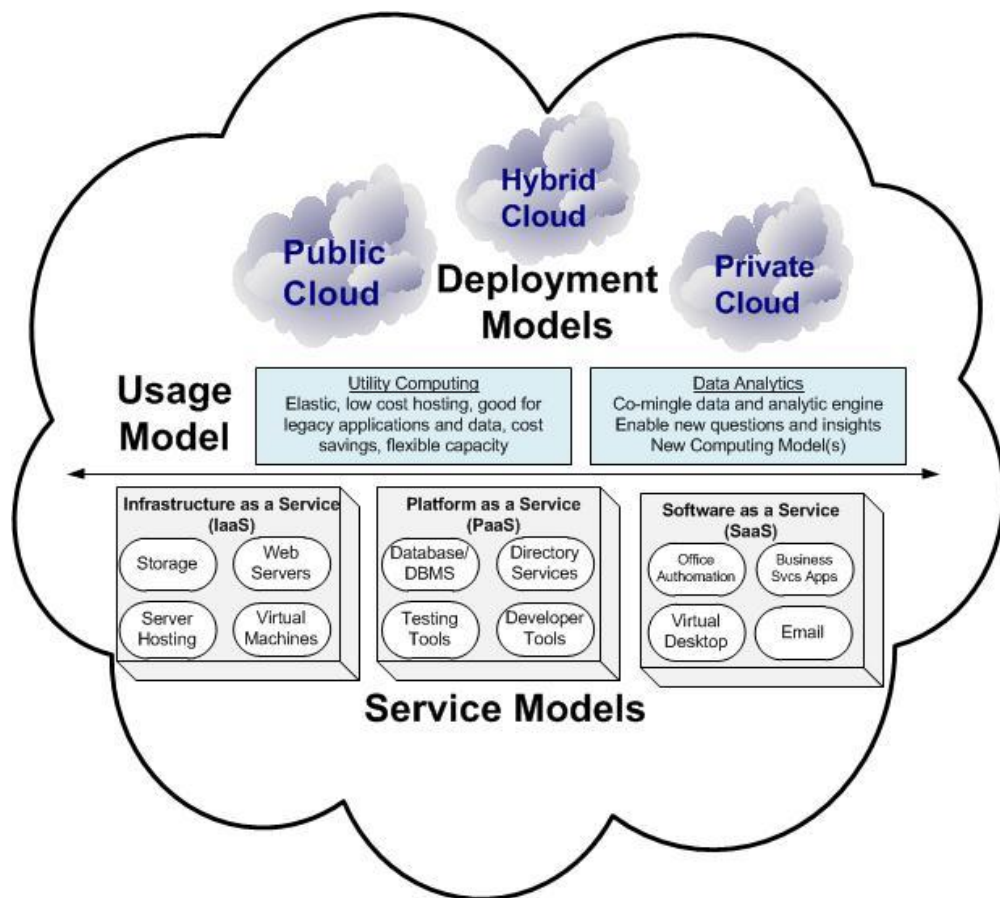 Hybrid
Cloud
Public
Cloud
Private
Cloud
Deployment
Models
Usage
Model
Utility Computing
Elastic, low cost hosting, good for
legacy applications and data, cost
savings, flexible capacity
Data Analytics
Co-mingle data and analytic engine
Enable new questions and insights
New Computing Model(s)
Infrastructure as a Service
(IaaS)
Storage
Web
Servers
Server
Hosting
Virtual
Machines
Platform as a Service
(PaaS)
Database/
DBMS
Directory
Services
Testing
Tools
Developer
Tools
Software as a Service
(SaaS)
Office
Authomation
Business
Svcs Apps
Virtual
Desktop
Email
Service Models